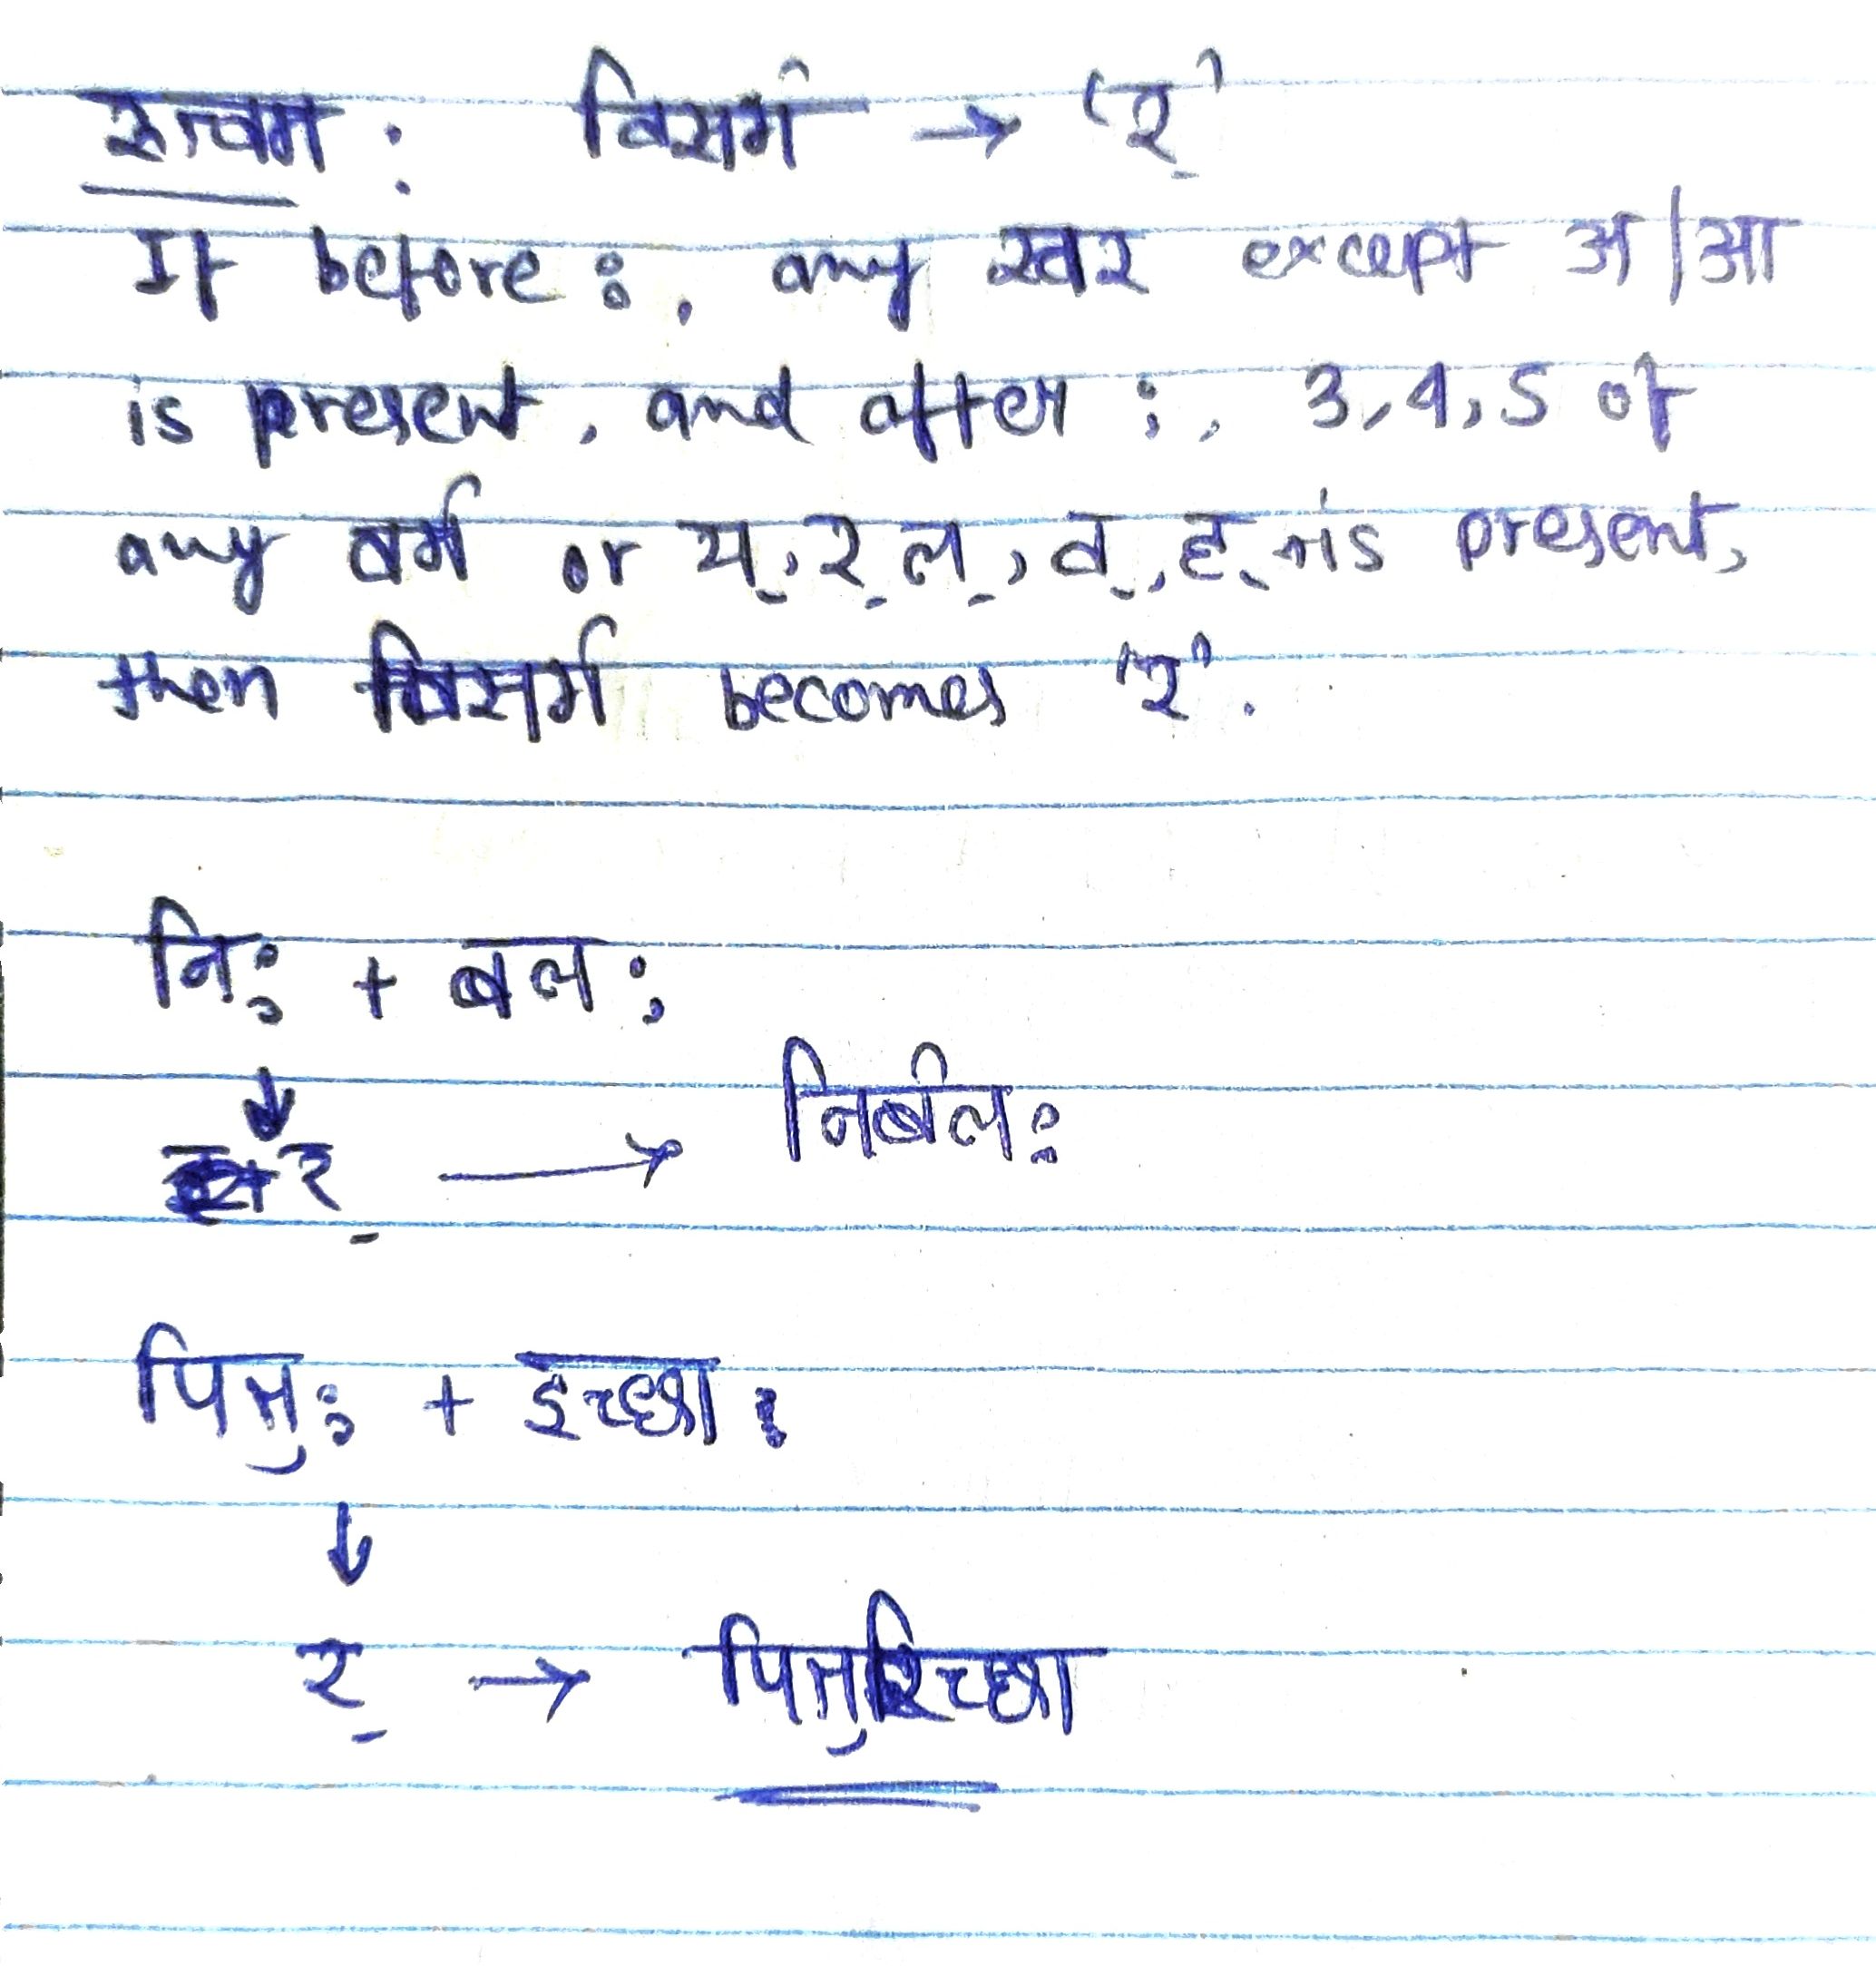 रुत्वम : विसर्ग → 'र्'
If before :, any स्वर except अ/आ
is present, and after :, 3,4,5 of
any वर्ग or य्, र् ल्, व्, ह् is present,
then विसर्ग becomes 'र'.
निः + बलः
र् → निर्बलः
पितुः + इच्छाः
र् → पितुरिच्छा